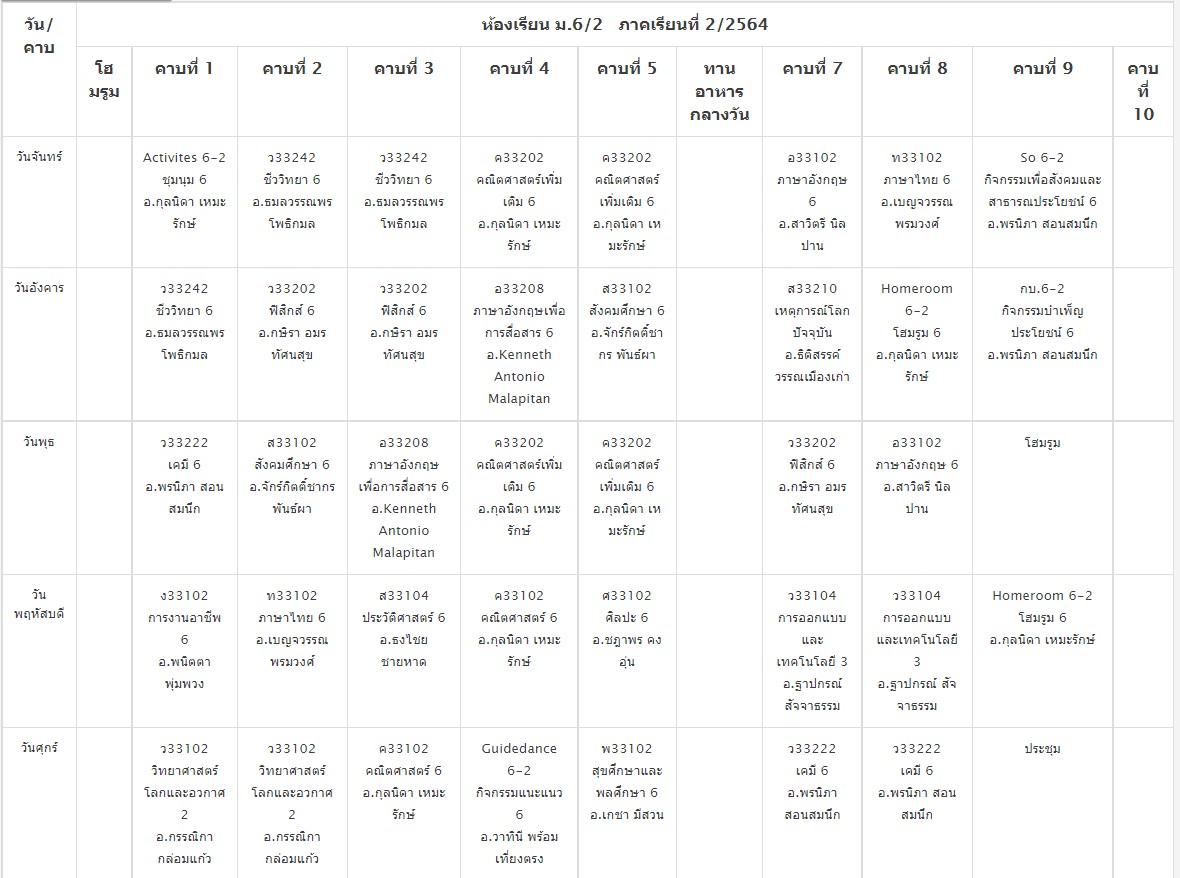 วัน/
คาบ
ห้องเรียน ม.6/2 ภาคเรียนที่ 2/2564
โฮ
มรูม
คาบที่ 1
คาบที่ 2
คาบที่ 3
คาบที่ 4
คาบที่ 5
ทาน
อาหาร
กลางวัน
คาบที่ 7
คาบที่ 8
คาบที่ 9
คาบ
ที่
10
วันจันทร์
Activites 6-2
ชุมนุม 6
อ.กุลนิดา เหมะ
รักษ์
ว33242
ชีววิทยา 6
อ.ธมลวรรณพร
โพธิกมล
ว33242
ชีววิทยา 6
อ.ธมลวรรณพร
โพธิกมล
ค33202
คณิตศาสตร์เพิ่ม
เติม 6
อ.กุลนิดา เหมะ
รักษ์
ค33202
คณิตศาสตร์
เพิ่มเติม 6
อ.กุลนิดา เห
มะรักษ์
อ33102
ภาษาอังกฤษ
6
อ.สาวิตรี นิล
ปาน
ท33102
ภาษาไทย 6
อ.เบญจวรรณ
พรมวงศ์
So 6-2
กิจกรรมเพื่อสังคมและ
สาธารณประโยชน์ 6
อ.พรนิภา สอนสมนึก
วันอังคาร
ว33242
ชีววิทยา 6
อ.ธมลวรรณพร
โพธิกมล
ว33202
ฟิสิกส์ 6
อ.กษิรา อมร
ทัศนสุข
ว33202
ฟิสิกส์ 6
อ.กษิรา อมร
ทัศนสุข
อ33208
ภาษาอังกฤษเพื่อ
การสื่อสาร 6
อ.Kenneth
Antonio
Malapitan
ส33102
สังคมศึกษา 6
อ.จักร์กิตติ์ชา
กร พันธ์ผา
ส33210
เหตุการณ์โลก
ปัจจุบัน
อ.ธิติสรรค์
วรรณเมืองเก่า
Homeroom
6-2
โฮมรูม 6
อ.กุลนิดา เหมะ
รักษ์
กบ.6-2
กิจกรรมบำเพ็ญ
ประโยชน์ 6
อ.พรนิภา สอนสมนึก
วันพุธ
ว33222
เคมี 6
อ.พรนิภา สอน
สมนึก
ส33102
สังคมศึกษา 6
อ.จักร์กิตติ์ชากร
พันธ์ผา
อ33208
ภาษาอังกฤษ
เพื่อการสื่อสาร 6
อ.Kenneth
Antonio
Malapitan
ค33202
คณิตศาสตร์เพิ่ม
เติม 6
อ.กุลนิดา เหมะ
รักษ์
ค33202
คณิตศาสตร์
เพิ่มเติม 6
อ.กุลนิดา เห
มะรักษ์
ว33202
ฟิสิกส์ 6
อ.กษิรา อมร
ทัศนสุข
อ33102
ภาษาอังกฤษ 6
อ.สาวิตรี นิล
ปาน
โฮมรูม
วัน
พฤหัสบดี
ง33102
การงานอาชีพ
6
อ.พนิตตา
พุ่มพวง
ท33102
ภาษาไทย 6
อ.เบญจวรรณ
พรมวงศ์
ส33104
ประวัติศาสตร์ 6
อ.ธงไชย
ชายหาด
ค33102
คณิตศาสตร์ 6
อ.กุลนิดา เหมะ
รักษ์
ศ33102
ศิลปะ 6
อ.ชฎาพร คง
อุ่น
ว33104
การออกแบบ
และ
เทคโนโลยี 3
อ.ฐาปกรณ์
สัจจาธรรม
ว33104
การออกแบบ
และเทคโนโลยี
3
อ.ฐาปกรณ์ สัจ
จาธรรม
Homeroom 6-2
โฮมรูม 6
อ.กุลนิดา เหมะรักษ์
วันศุกร์
ว33102
วิทยาศาสตร์
โลกและอวกาศ
2
อ.กรรณิกา
กล่อมแก้ว
ว33102
วิทยาศาสตร์
โลกและอวกาศ
2
อ.กรรณิกา
กล่อมแก้ว
ค33102
คณิตศาสตร์ 6
อ.กุลนิดา เหมะ
รักษ์
Guidedance
6-2
กิจกรรมแนะแนว
6
อ.วาทินี พร้อม
เที่ยงตรง
พ33102
สุขศึกษาและ
พลศึกษา 6
อ.เกชา มีสวน
ว33222
เคมี 6
อ.พรนิภา
สอนสมนึก
ว33222
เคมี 6
อ.พรนิภา สอน
สมนึก
ประชุม